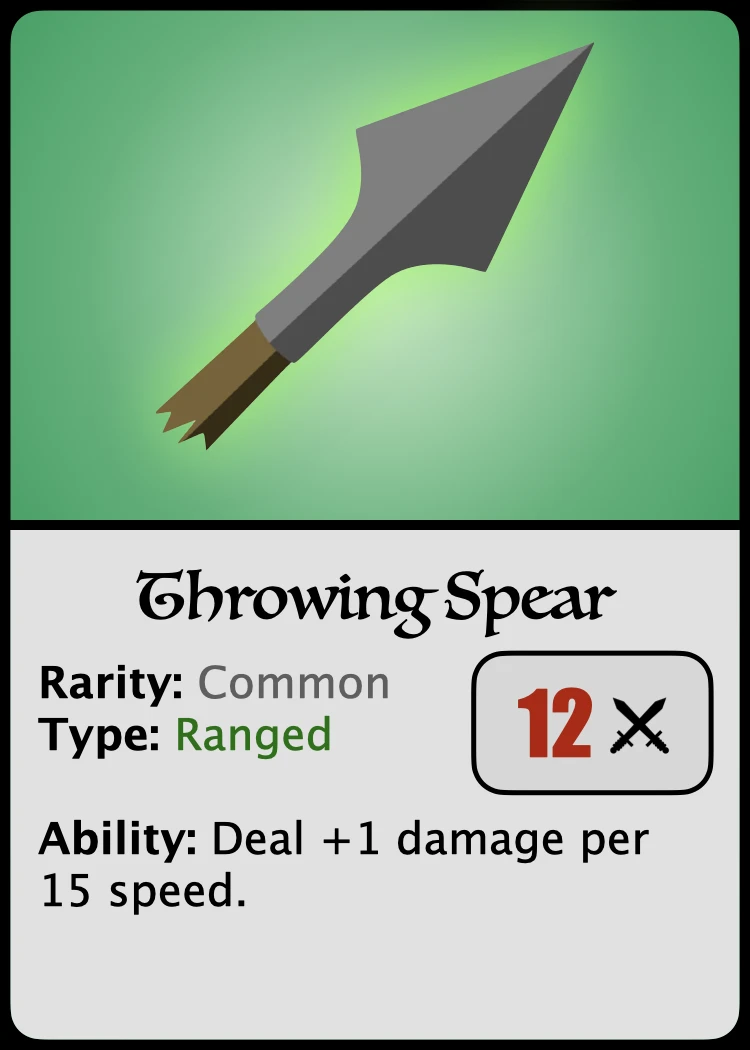 Throwing Spear
Rarity: Common
Type: Ranged
12
Ability: Deal +1 damage per
15 speed.